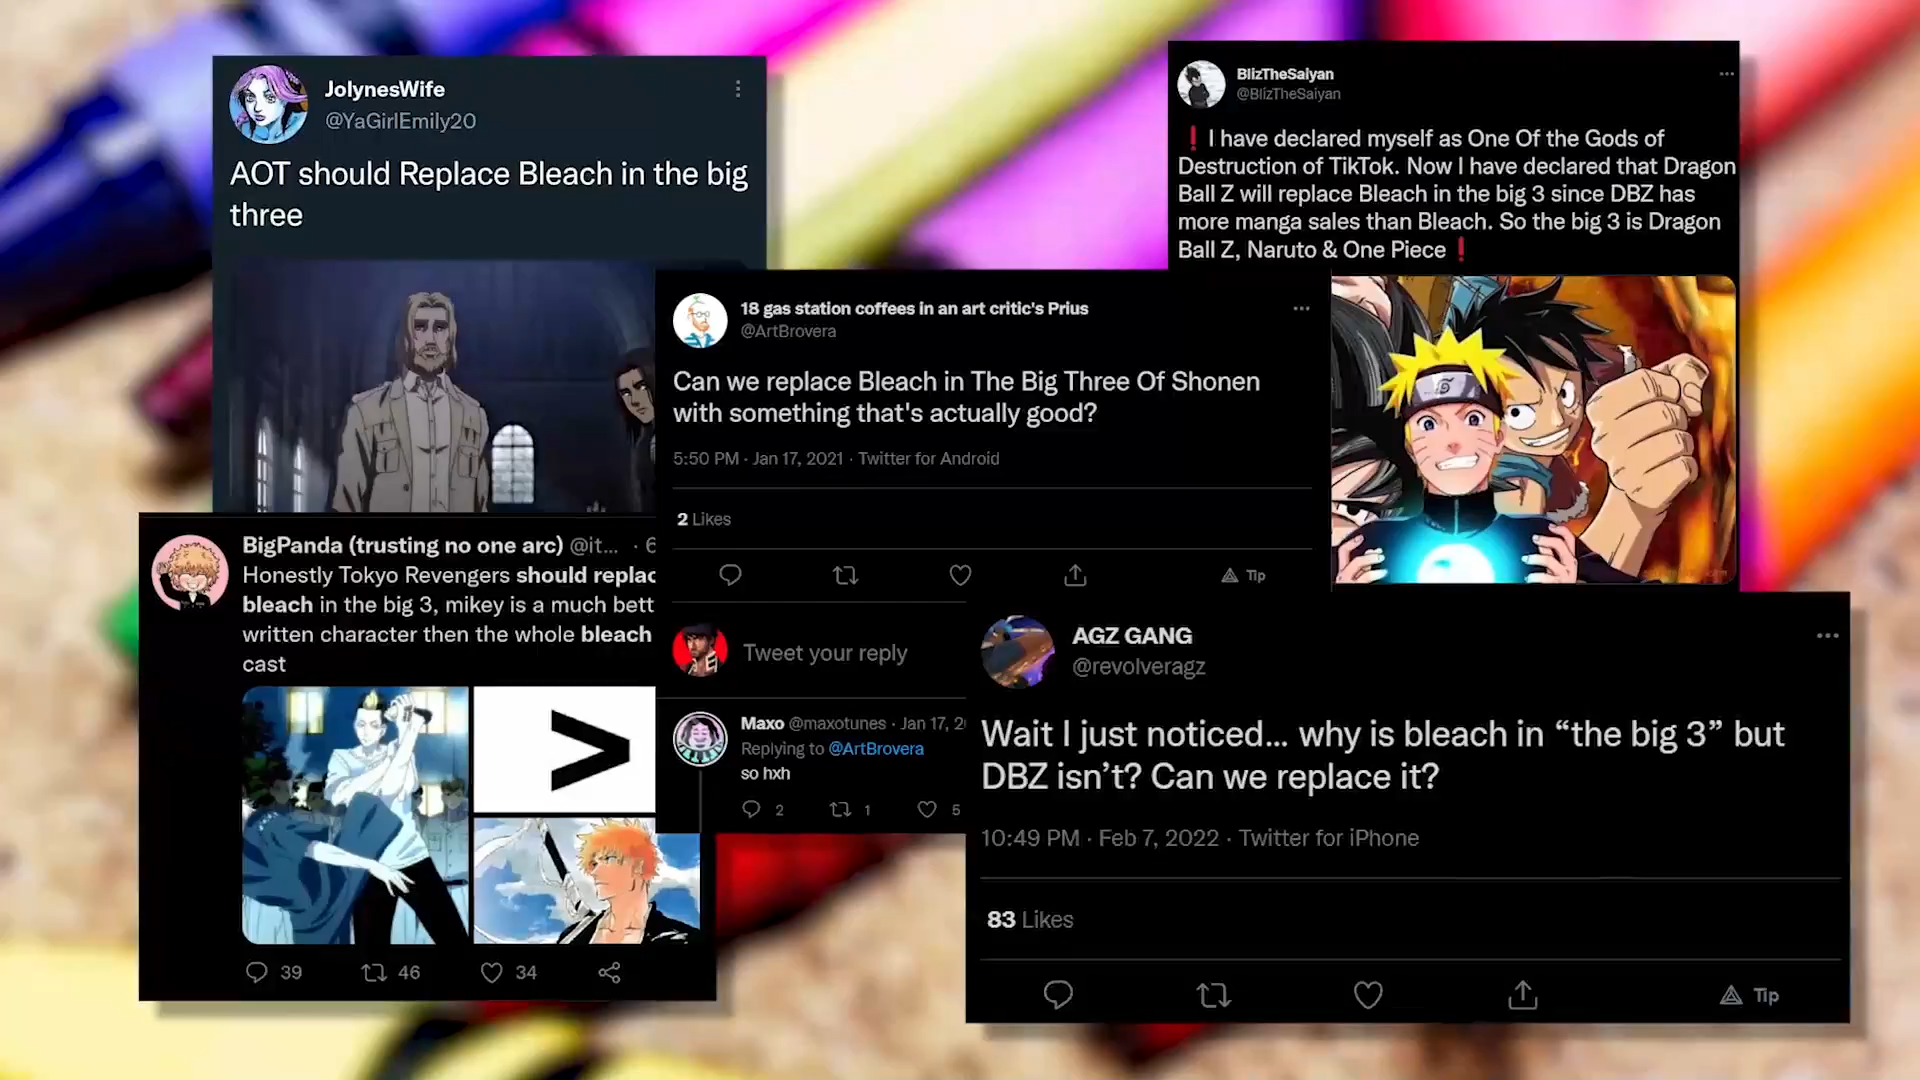 JolynesWife
@YaGirlEmily20
AOT should Replace Bleach in the big
three
BlizTheSaiyan
@BlizTheSaiyan
❗I have declared myself as One Of the Gods of
Destruction of TikTok. Now I have declared that Dragon
Ball Z will replace Bleach in the big 3 since DBZ has
more manga sales than Bleach. So the big 3 is Dragon
Ball Z, Naruto & One Piece❗
18 gas station coffees in an art critic's Prius
@ArtBrovera
Can we replace Bleach in The Big Three Of Shonen
with something that's actually good?
5:50 PM · Jan 17, 2021 · Twitter for Android
2 Likes
Tip
Tweet your reply
Maxo @maxotunes · Jan 17, 2
Replying to @ArtBrovera
so hxh
2 1 5
BigPanda (trusting no one arc) @it... · 6
Honestly Tokyo Revengers should replac
bleach in the big 3, mikey is a much bett
written character then the whole bleach
cast
>
39 46 34
AGZ GANG
@revolveragz
Wait I just noticed... why is bleach in “the big 3” but
DBZ isn’t? Can we replace it?
10:49 PM · Feb 7, 2022 · Twitter for iPhone
83 Likes
Tip